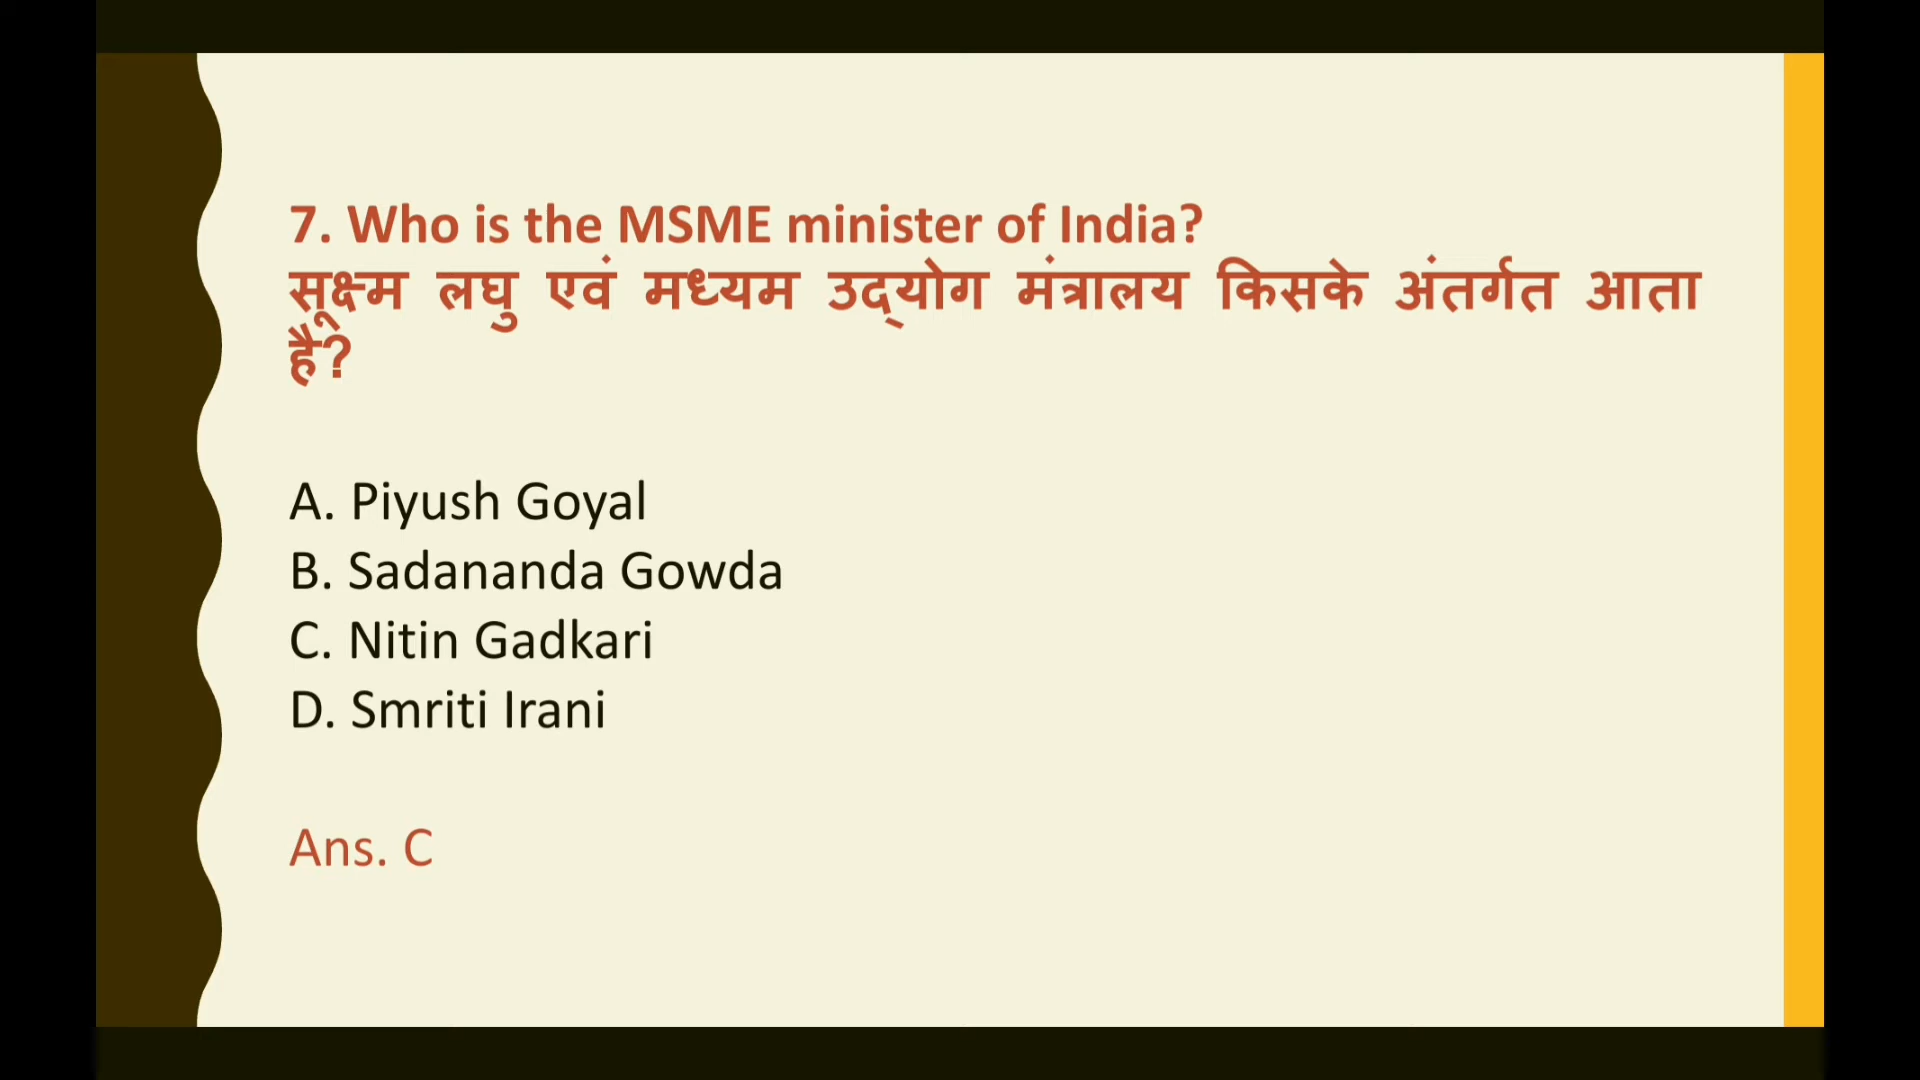 7. Who is the MSME minister of India?
सूक्ष्म लघु एवं मध्यम उद्योग मंत्रालय किसके अंतर्गत आता
है?
A. Piyush Goyal
B. Sadananda Gowda
C. Nitin Gadkari
D. Smriti Irani
Ans. C